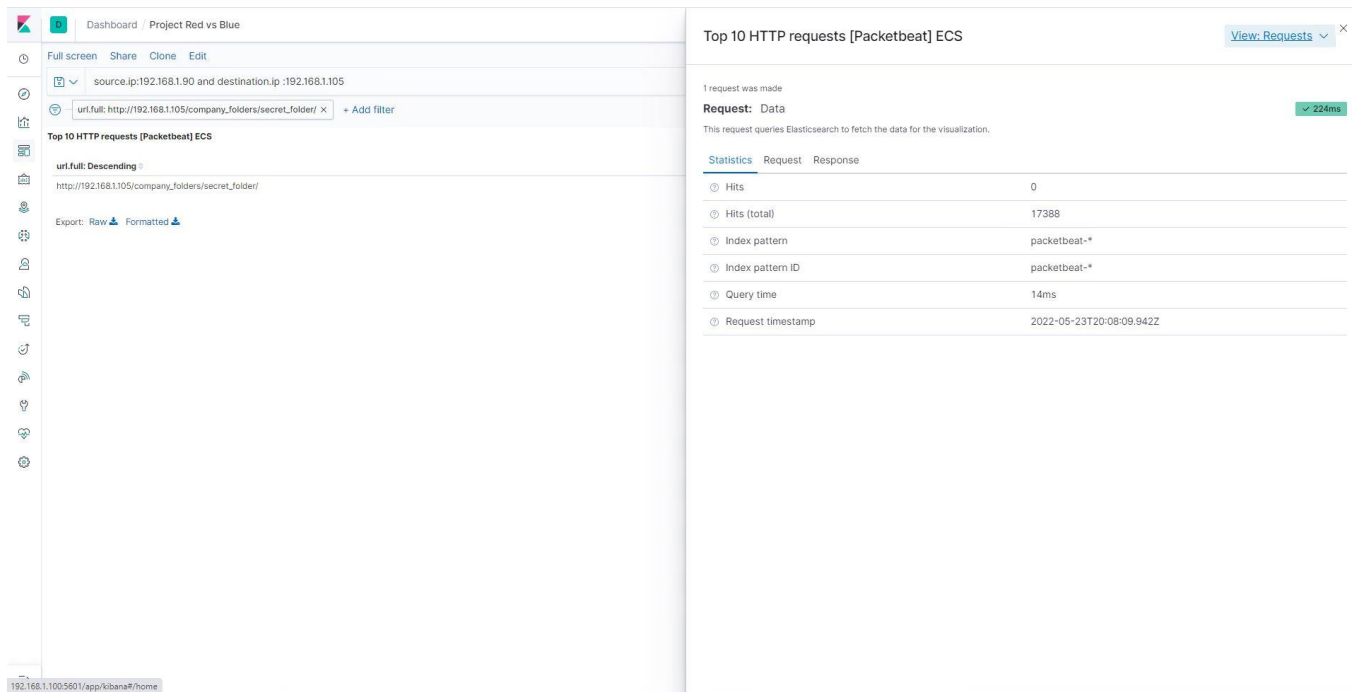 D Dashboard / Project Red vs Blue
Full screen Share Clone Edit
source.ip:192.168.1.90 and destination.ip :192.168.1.105
url.full: http://192.168.1.105/company_folders/secret_folder/ × + Add filter
Top 10 HTTP requests [Packetbeat] ECS
url.full: Descending
http://192.168.1.105/company_folders/secret_folder/
Export: Raw Formatted
192.168.1.100:5601/app/kibana#/home
Top 10 HTTP requests [Packetbeat] ECS View: Requests
1 request was made
Request: Data 224ms
This request queries Elasticsearch to fetch the data for the visualization.
Statistics Request Response
Hits 0
Hits (total) 17388
Index pattern packetbeat-*
Index pattern ID packetbeat-*
Query time 14ms
Request timestamp 2022-05-23T20:08:09.942Z